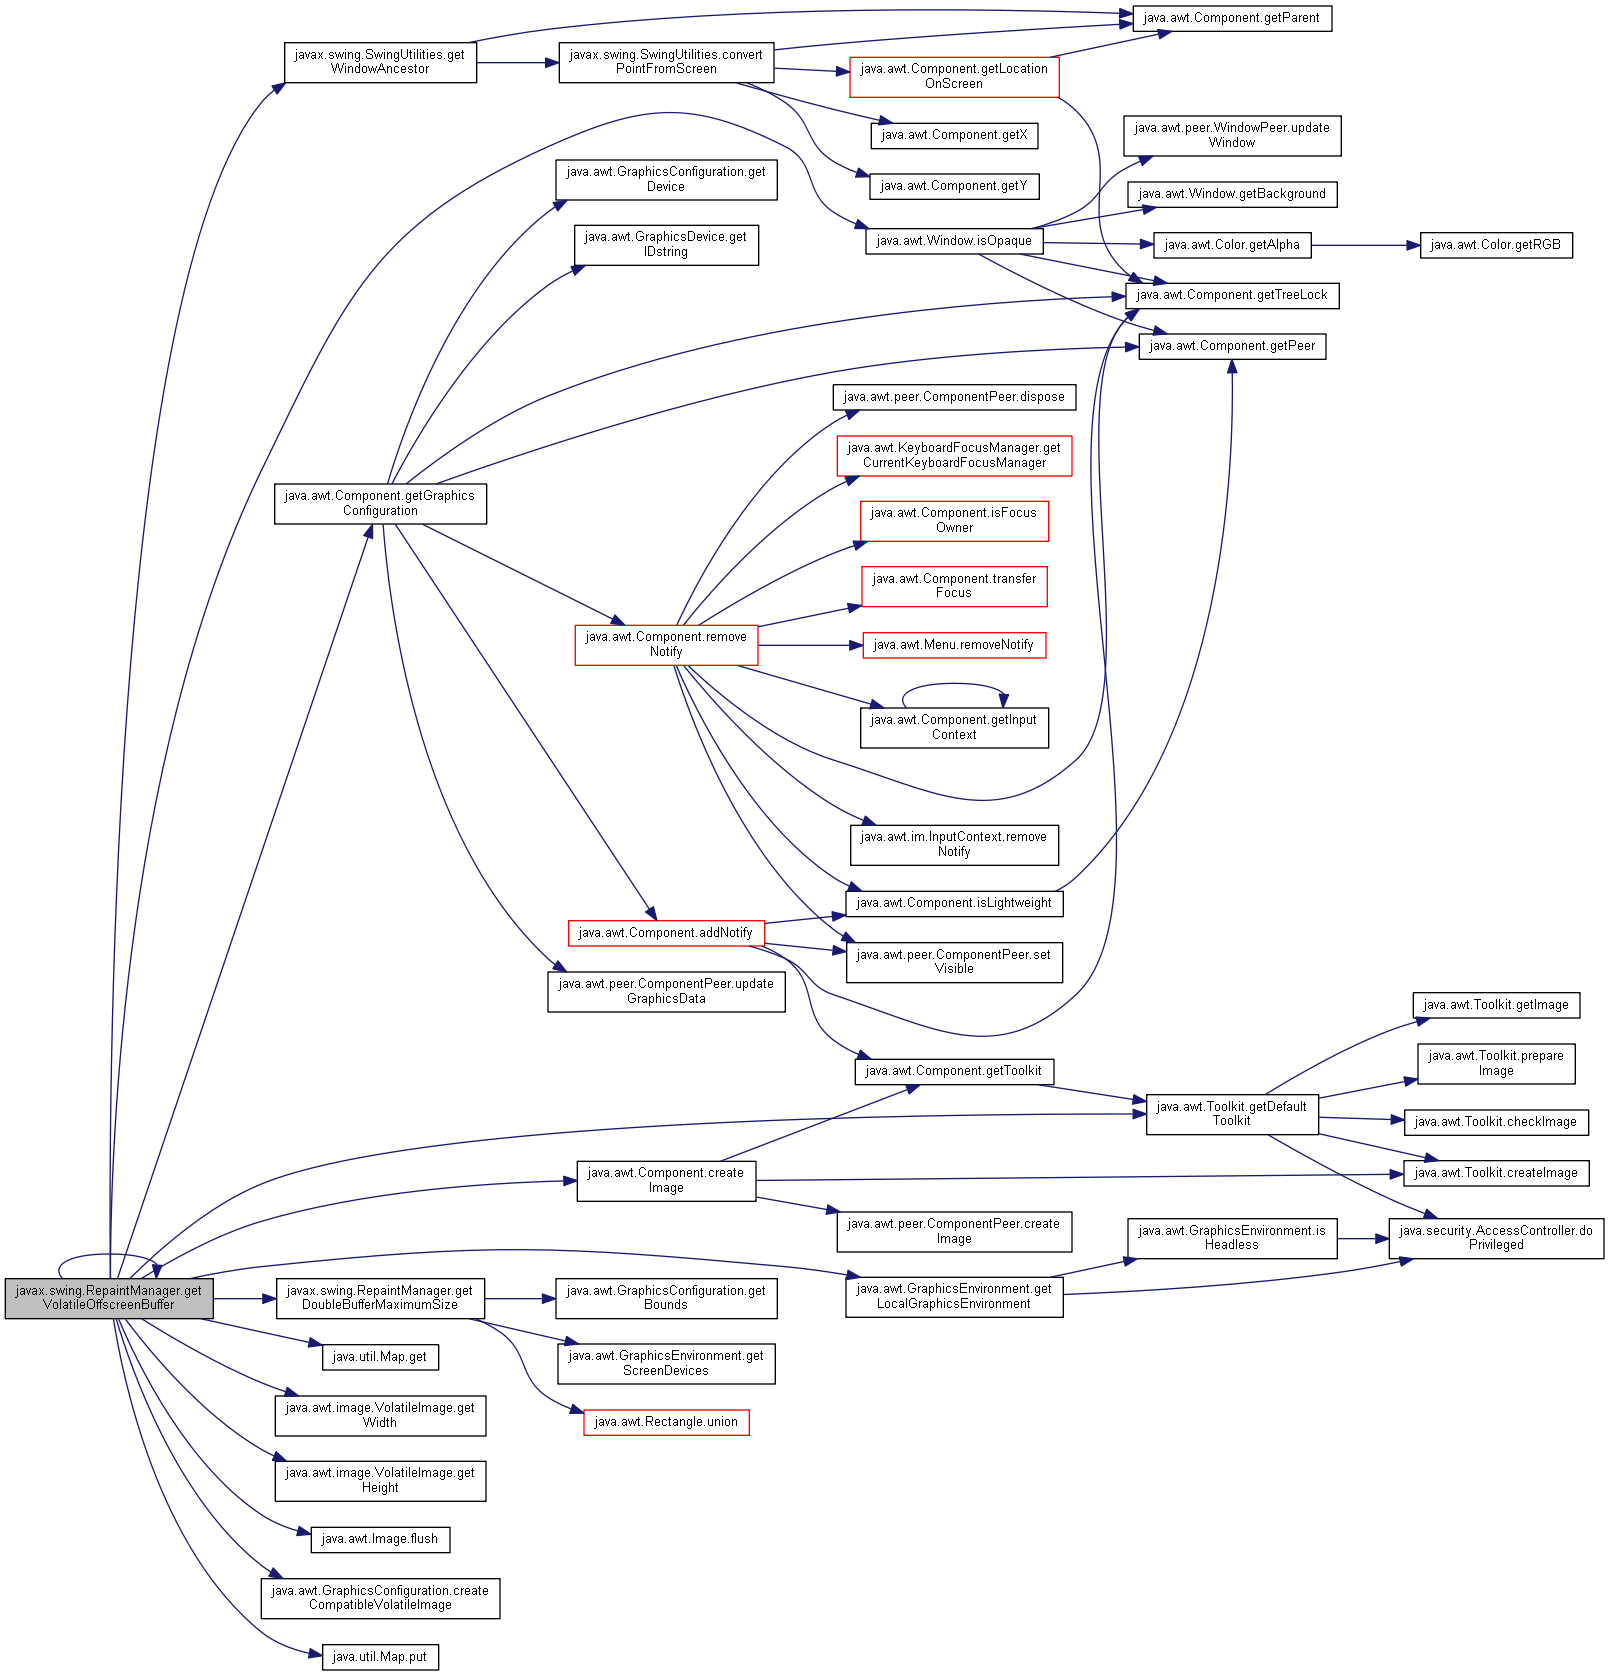 java.awt.Component.getParent
javax.swing.SwingUtilities.get
WindowAncestor
javax.swing.SwingUtilities.convert
PointFromScreen
java.awt.Component.getLocation
OnScreen
java.awt.Component.getX
java.awt.peer.WindowPeer.update
Window
java.awt.GraphicsConfiguration.get
Device
java.awt.Component.getY
java.awt.Window.getBackground
java.awt.GraphicsDevice.get
IDstring
java.awt.Window.isOpaque
java.awt.Color.getAlpha
java.awt.Color.getRGB
java.awt.Component.getTreeLock
java.awt.Component.getPeer
java.awt.peer.ComponentPeer.dispose
java.awt.KeyboardFocusManager.get
CurrentKeyboardFocusManager
java.awt.Component.getGraphics
Configuration
java.awt.Component.isFocus
Owner
java.awt.Component.transfer
Focus
java.awt.Component.remove
Notify
java.awt.Menu.removeNotify
java.awt.Component.getInput
Context
java.awt.im.InputContext.remove
Notify
java.awt.Component.isLightweight
java.awt.Component.addNotify
java.awt.peer.ComponentPeer.set
Visible
java.awt.peer.ComponentPeer.update
GraphicsData
java.awt.Toolkit.getImage
java.awt.Component.getToolkit
java.awt.Toolkit.prepare
Image
java.awt.Toolkit.getDefault
Toolkit
java.awt.Toolkit.checkImage
java.awt.Component.create
Image
java.awt.Toolkit.createImage
java.awt.peer.ComponentPeer.create
Image
java.awt.GraphicsEnvironment.is
Headless
java.security.AccessController.do
Privileged
javax.swing.RepaintManager.get
VolatileOffscreenBuffer
javax.swing.RepaintManager.get
DoubleBufferMaximumSize
java.awt.GraphicsConfiguration.get
Bounds
java.awt.GraphicsEnvironment.get
LocalGraphicsEnvironment
java.util.Map.get
java.awt.GraphicsEnvironment.get
ScreenDevices
java.awt.image.VolatileImage.get
Width
java.awt.Rectangle.union
java.awt.image.VolatileImage.get
Height
java.awt.Image.flush
java.awt.GraphicsConfiguration.create
CompatibleVolatileImage
java.util.Map.put